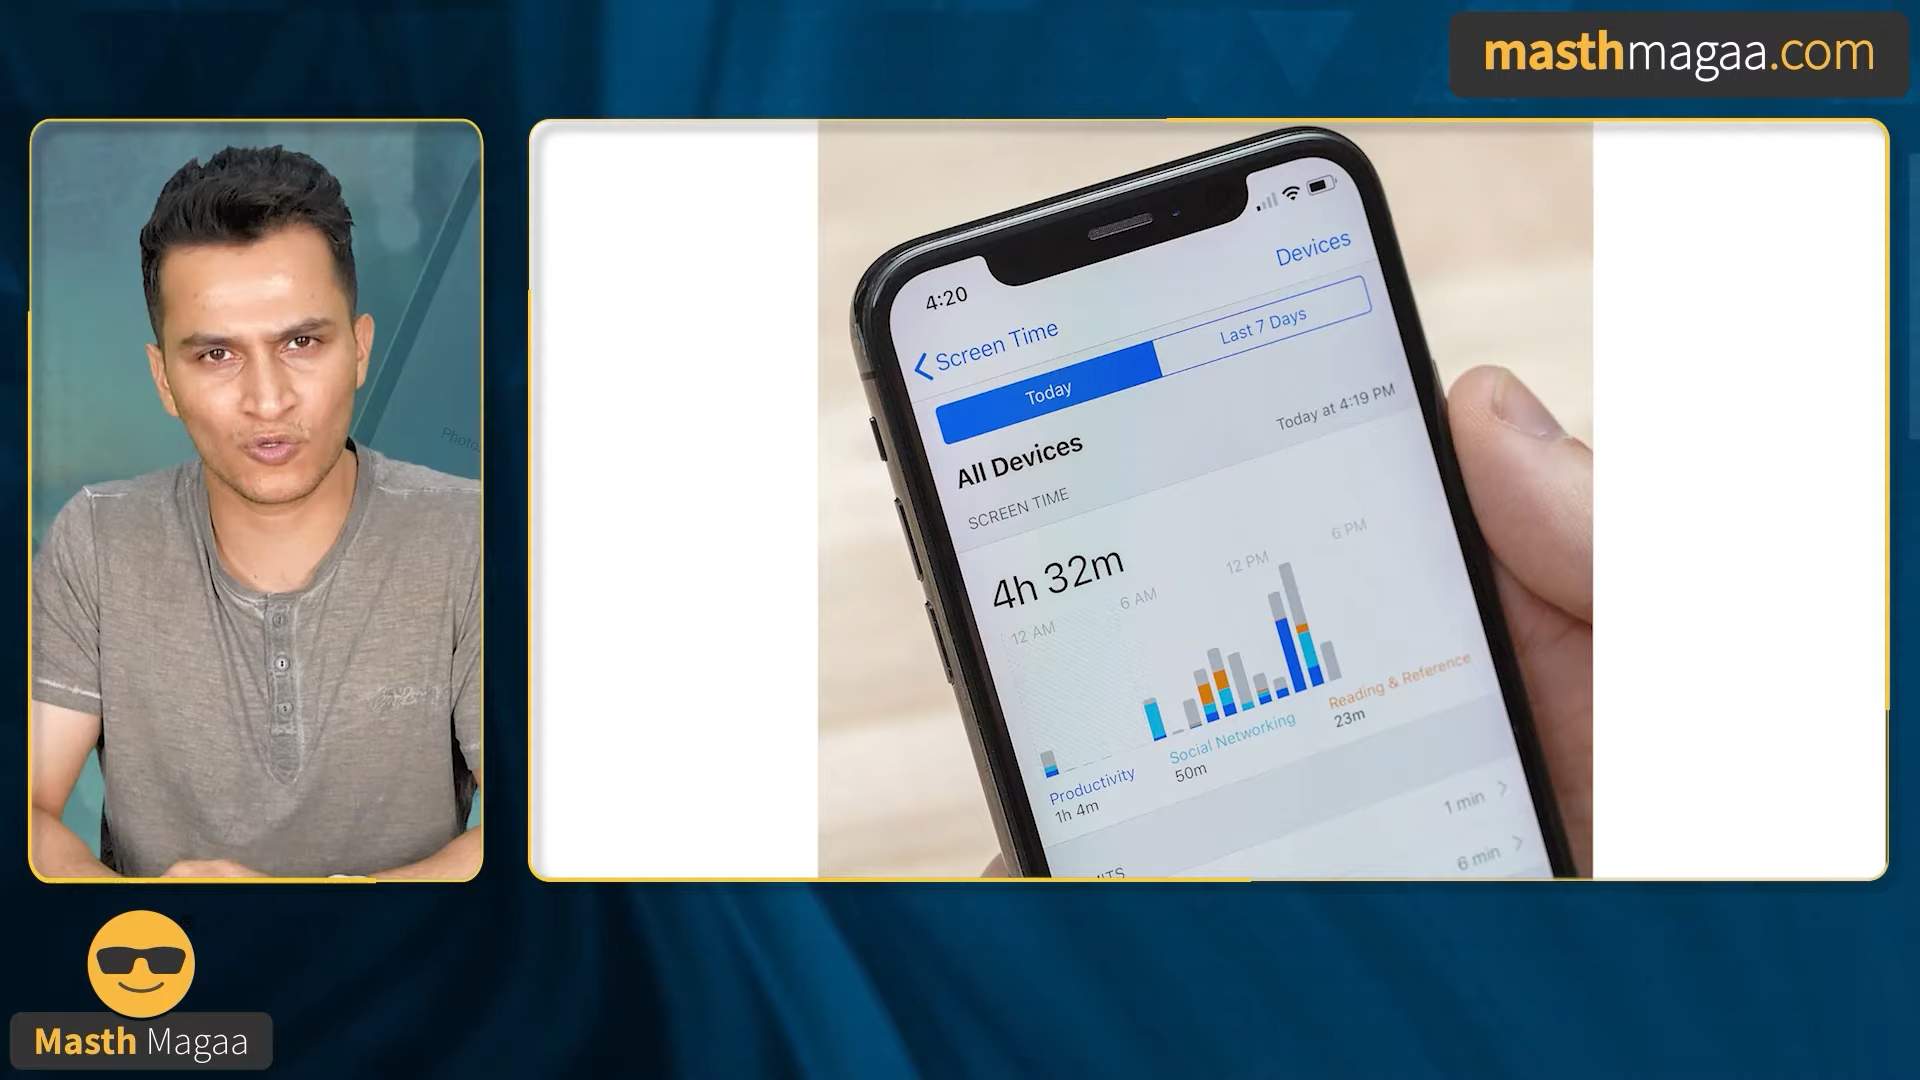 masthmagaa.com
Photo
4:20
Devices
Screen Time
Today
Last 7 Days
All Devices
Today at 4:19 PM
SCREEN TIME
4h 32m
12 AM
6 AM
12 PM
6 PM
Productivity
1h 4m
Social Networking
50m
Reading & Reference
23m
1 min
6 min
Masth Magaa